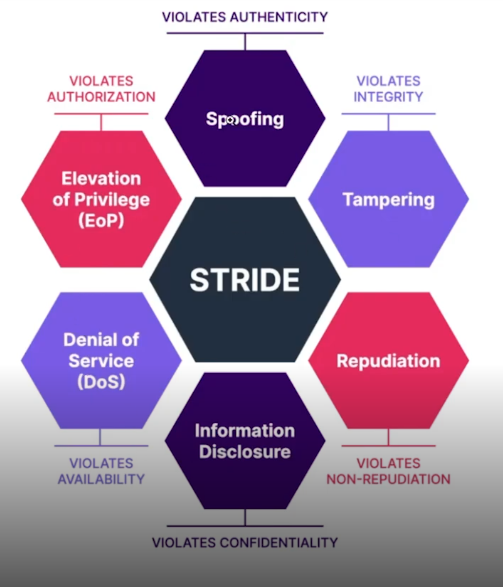 VIOLATES AUTHENTICITY
Spoofing
VIOLATES
INTEGRITY
Tampering
Repudiation
VIOLATES
NON-REPUDIATION
Information
Disclosure
VIOLATES CONFIDENTIALITY
Denial of
Service
(DoS)
VIOLATES
AVAILABILITY
VIOLATES
AUTHORIZATION
Elevation
of Privilege
(EoP)
STRIDE